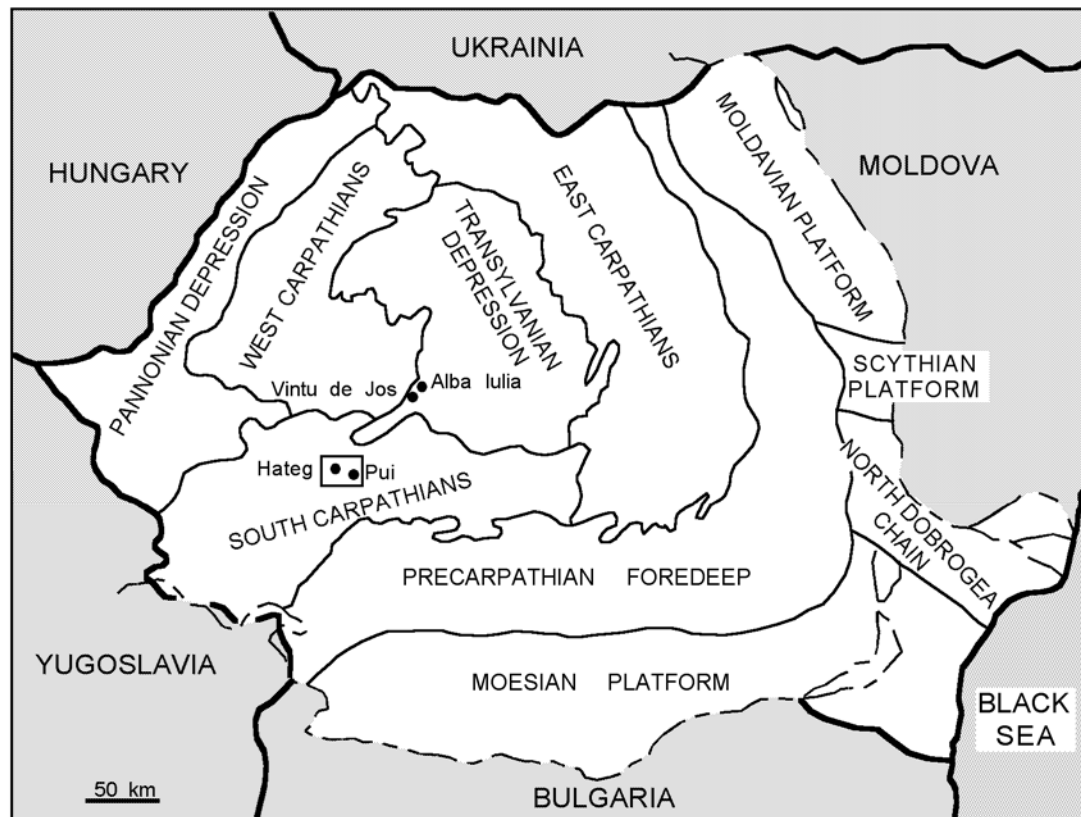 UKRAINIA
HUNGARY
MOLDOVA
PANNONIAN DEPRESSION
WEST CARPATHIANS
TRANSYLVANIAN
DEPRESSION
EAST CARPATHIANS
MOLDAVIAN PLATFORM
SCYTHIAN
PLATFORM
Vintu de Jos
Alba Iulia
Hateg
Pui
SOUTH CARPATHIANS
NORTH DOBROGEA
CHAIN
PRECARPATHIAN FOREDEEP
YUGOSLAVIA
MOESIAN PLATFORM
BLACK
SEA
50 km
BULGARIA